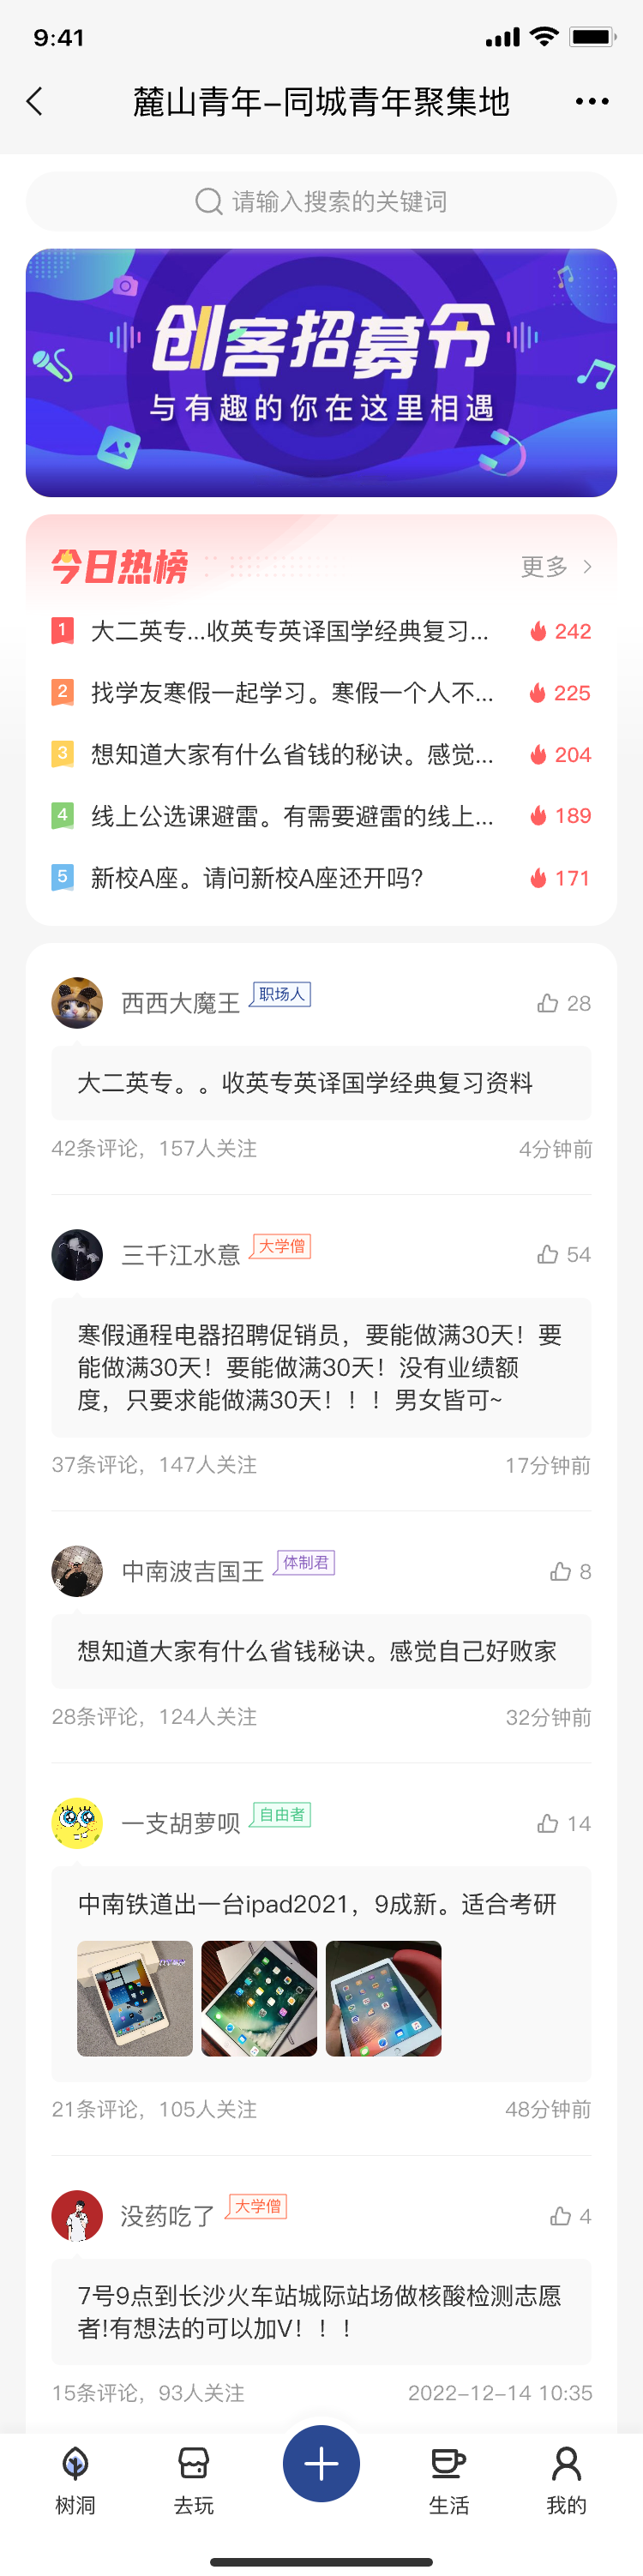 9:41
麓山青年-同城青年聚集地
请输入搜索的关键词
创客招募令
与有趣的你在这里相遇
今日热榜
更多
1 大二英专...收英专英译国学经典复习... 242
2 找学友寒假一起学习。寒假一个人不... 225
3 想知道大家有什么省钱的秘诀。感觉... 204
4 线上公选课避雷。有需要避雷的线上... 189
5 新校A座。请问新校A座还开吗? 171
西西大魔王 职场人 28
大二英专。。收英专英译国学经典复习资料
42条评论，157人关注 4分钟前
三千江水意 大学僧 54
寒假通程电器招聘促销员，要能做满30天！要
能做满30天！要能做满30天！没有业绩额
度，只要求能做满30天！！！男女皆可~
37条评论，147人关注 17分钟前
中南波吉国王 体制君 8
想知道大家有什么省钱秘诀。感觉自己好败家
28条评论，124人关注 32分钟前
一支胡萝呗 自由者 14
中南铁道出一台ipad2021，9成新。适合考研
21条评论，105人关注 48分钟前
没药吃了 大学僧 4
7号9点到长沙火车站城际站场做核酸检测志愿
者!有想法的可以加V！！！
15条评论，93人关注 2022-12-14 10:35
树洞 去玩 生活 我的